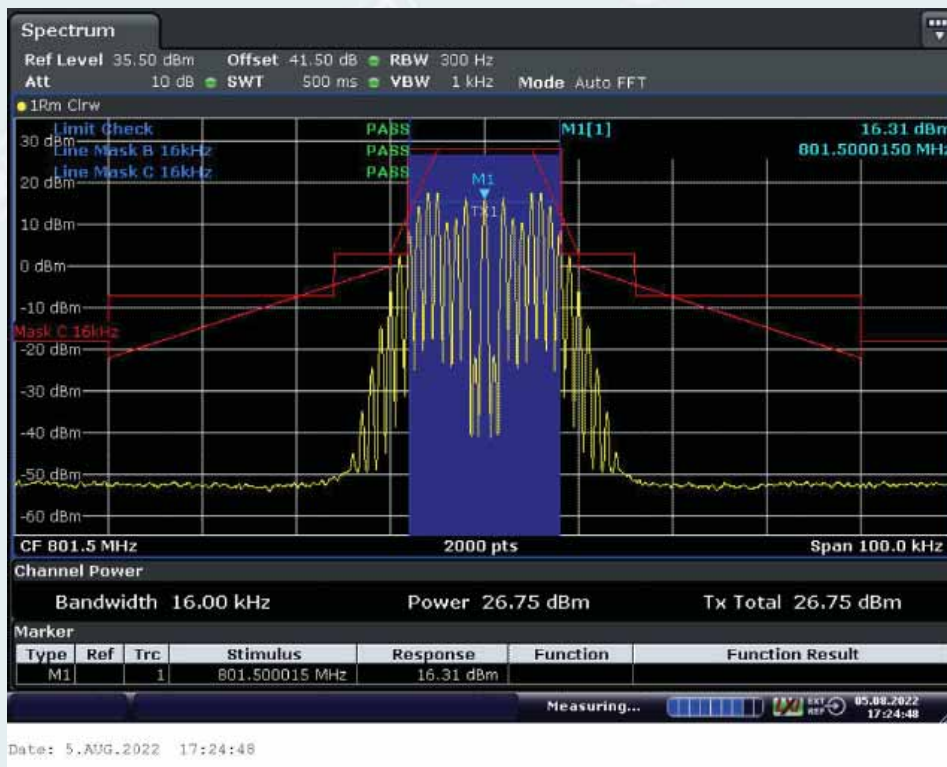 Spectrum
Ref Level 35.50 dBm Offset 41.50 dB RBW 300 Hz
Att 10 dB SWT 500 ms VBW 1 kHz Mode Auto FFT
1Rm Clrw
Limit Check PASS M1[1] 16.31 dBm
30 dBm
Line Mask B 16kHz PASS 801.5000150 MHz
Line Mask C 16kHz PASS
20 dBm
M1
TX1
10 dBm
0 dBm
-10 dBm
Mask C 16kHz
-20 dBm
-30 dBm
-40 dBm
-50 dBm
-60 dBm
CF 801.5 MHz 2000 pts Span 100.0 kHz
Channel Power
Bandwidth 16.00 kHz Power 26.75 dBm Tx Total 26.75 dBm
Marker
Type Ref Trc Stimulus Response Function Function Result
M1 1 801.500015 MHz 16.31 dBm
Measuring... EXT REF 05.08.2022
17:24:48
Date: 5.AUG.2022 17:24:48